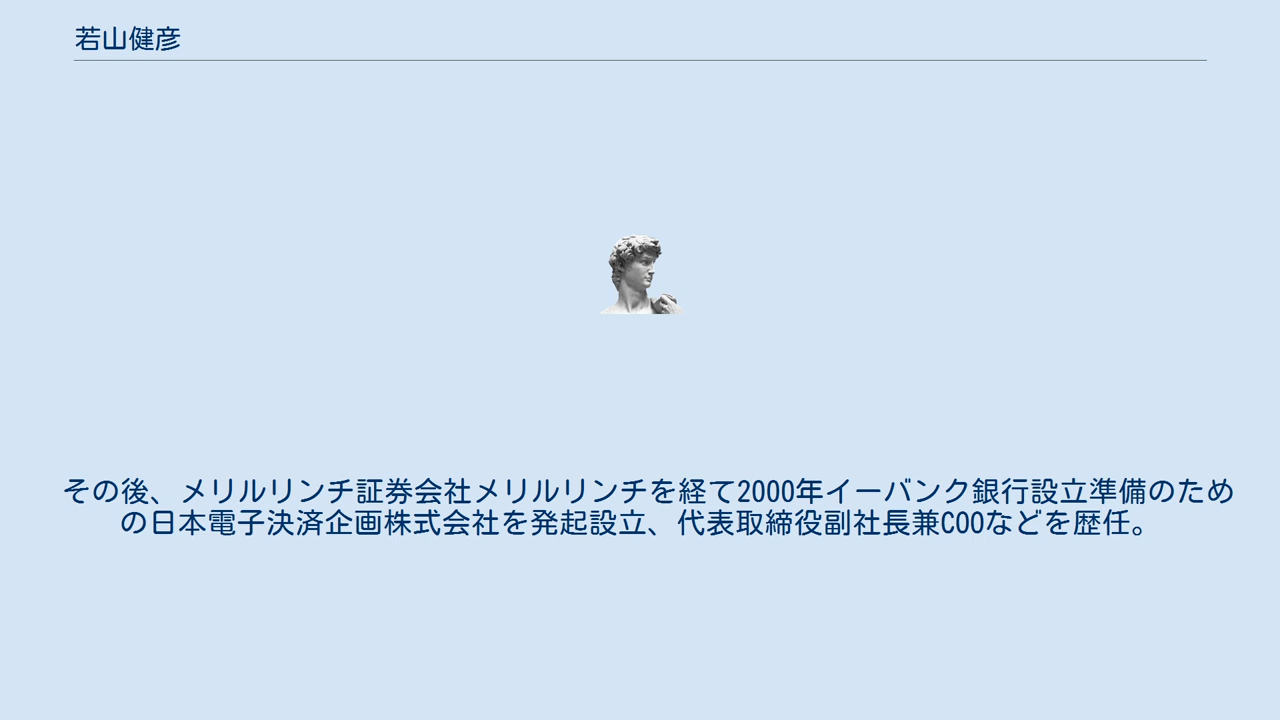 若山健彦
その後、メリルリンチ証券会社メリルリンチを経て2000年イーバンク銀行設立準備のため
の日本電子決済企画株式会社を発起設立、代表取締役副社長兼COOなどを歴任。